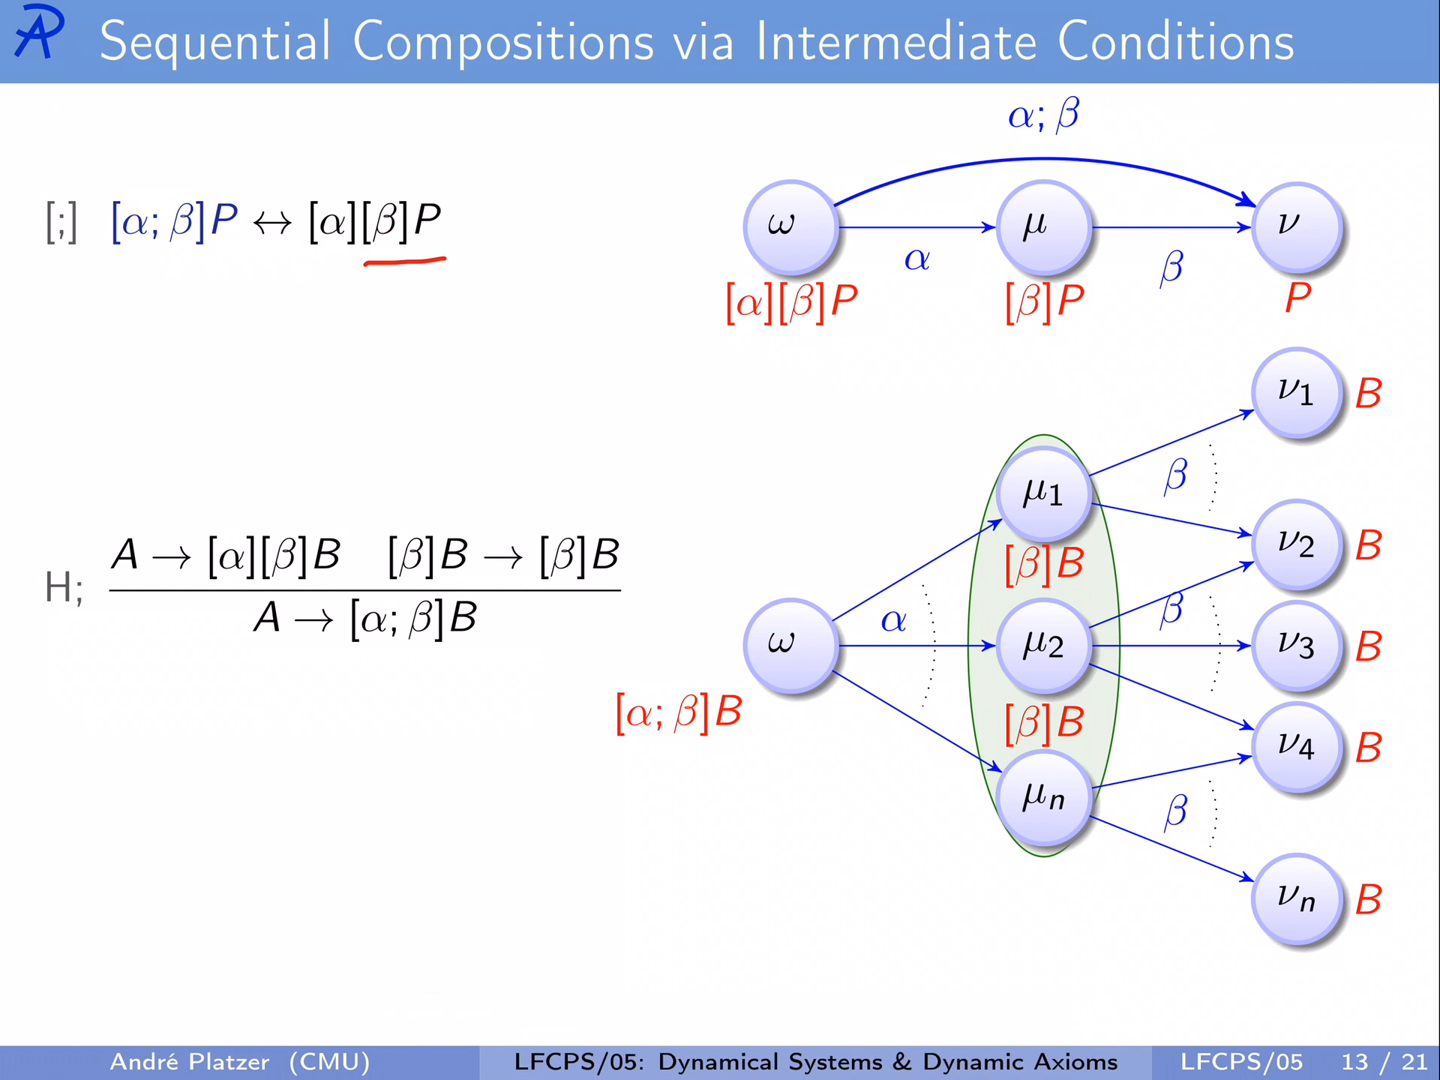 Sequential Compositions via Intermediate Conditions
[;] [α; β]P ↔ [α][β]P
α; β
ω μ ν
α β
[α][β]P [β]P P
H; A → [α][β]B [β]B → [β]B
A → [α; β]B
ν1 B
β
μ1
[β]B
ν2 B
α
β
ω μ2 ν3 B
[α; β]B
[β]B
ν4 B
μn
β
νn B
André Platzer (CMU) LFCPS/05: Dynamical Systems & Dynamic Axioms LFCPS/05 13 / 21